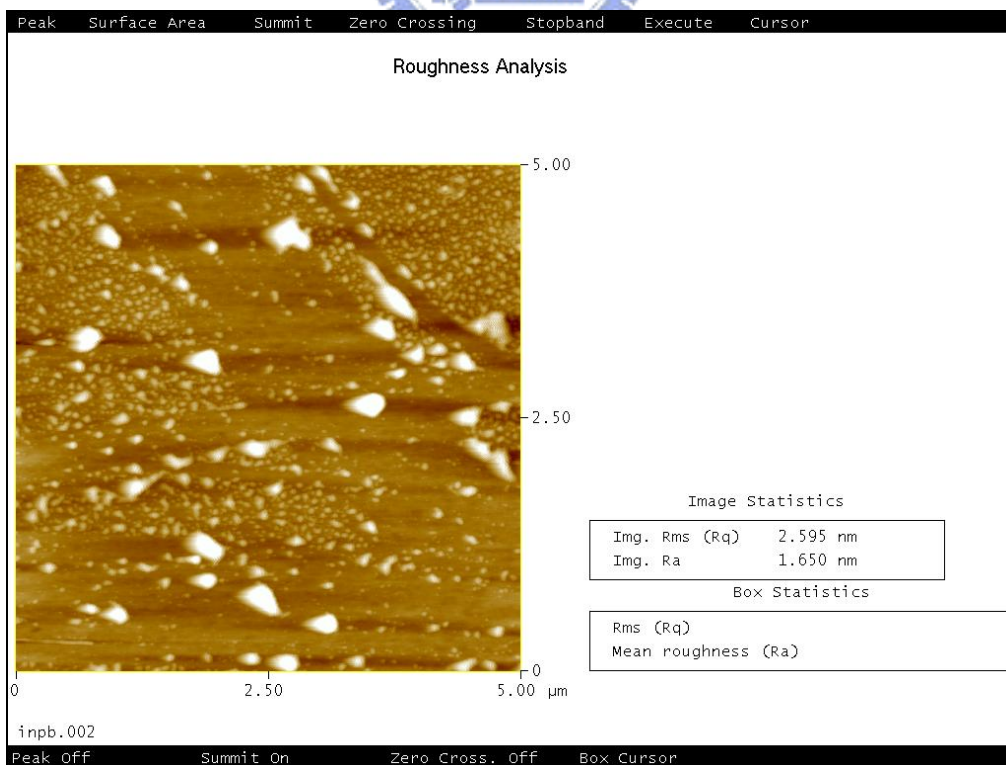 Peak Surface Area Summit Zero Crossing Stopband Execute Cursor
Roughness Analysis
5.00
2.50
0
0 2.50 5.00 µm
Image Statistics
Img. Rms (Rq) 2.595 nm
Img. Ra 1.650 nm
Box Statistics
Rms (Rq)
Mean roughness (Ra)
inpb.002
Peak Off Summit On Zero Cross. Off Box Cursor